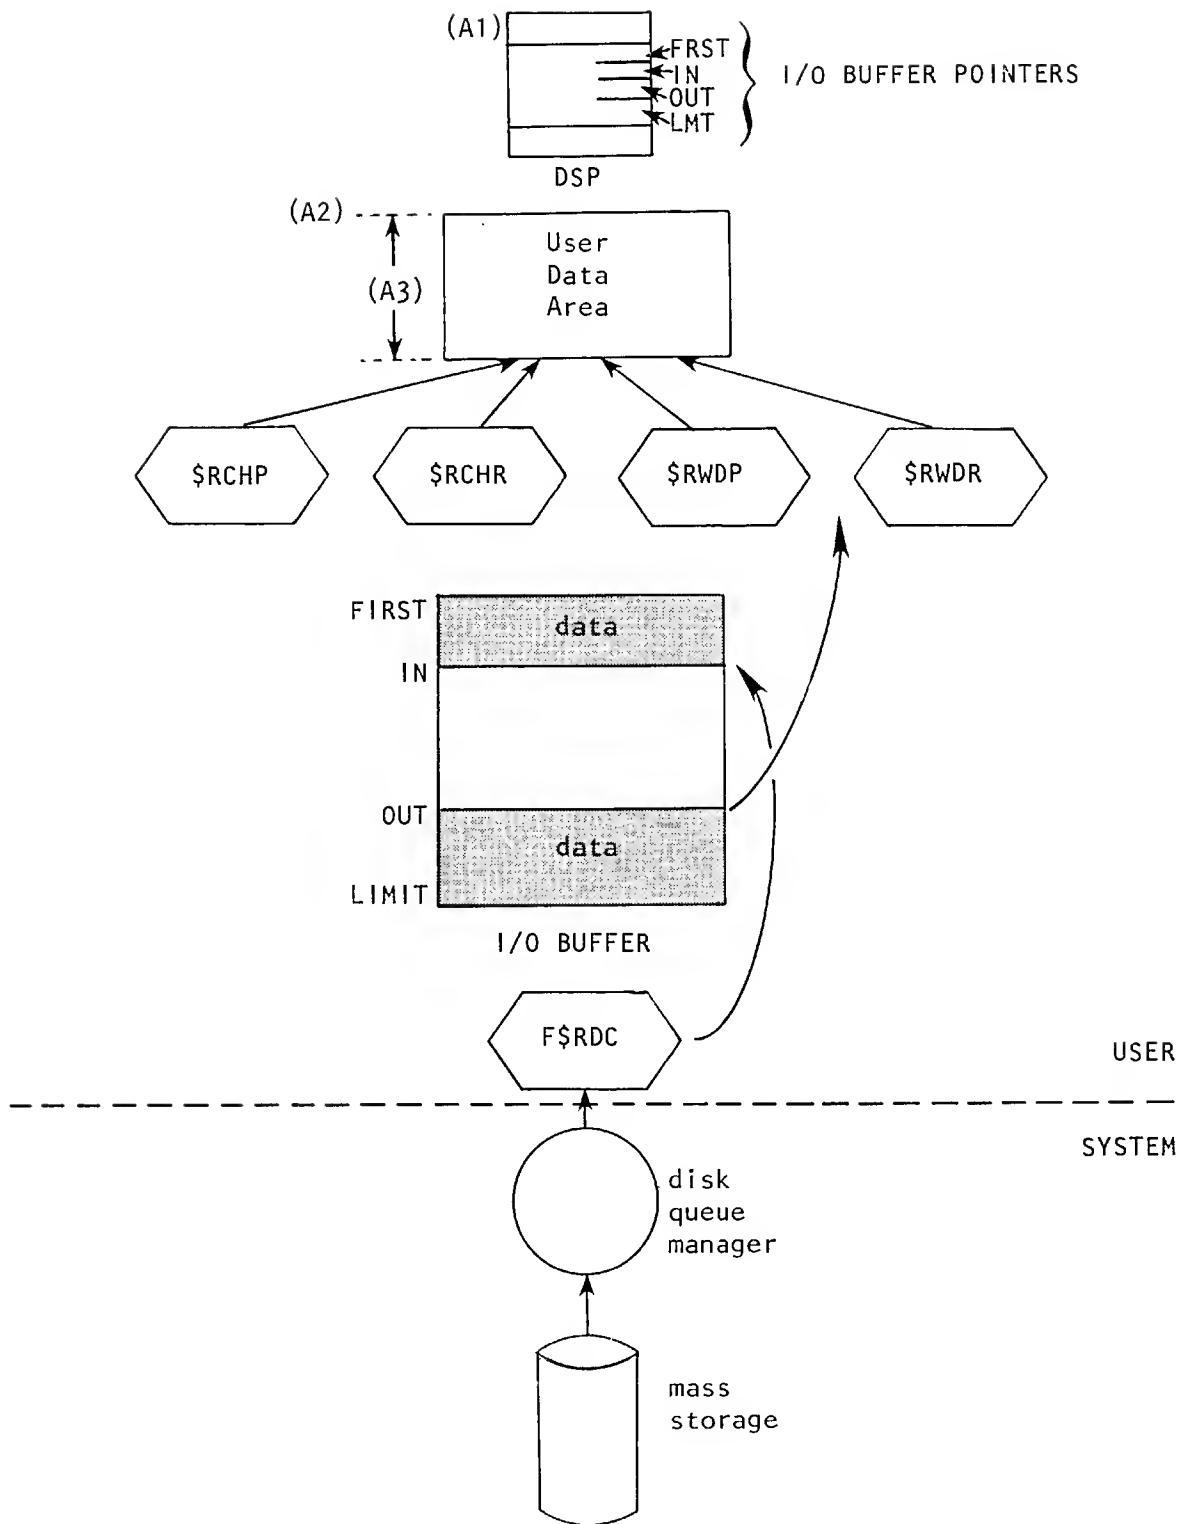 (A1)
FRST
IN
OUT
LMT
I/O BUFFER POINTERS
DSP
(A2)
(A3)
User
Data
Area
$RCHP
$RCHR
$RWDP
$RWDR
FIRST
data
IN
OUT
data
LIMIT
I/O BUFFER
F$RDC
USER
SYSTEM
disk
queue
manager
mass
storage